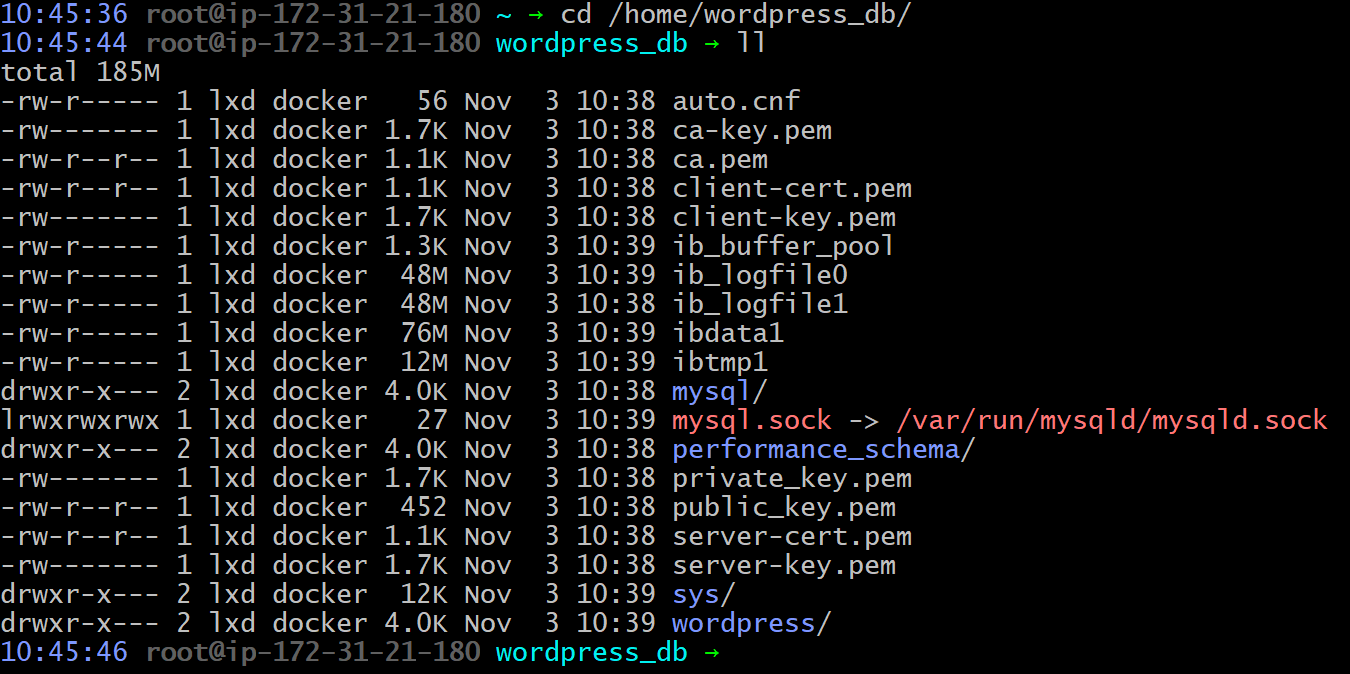 10:45:36 root@ip-172-31-21-180 ~ → cd /home/wordpress_db/
10:45:44 root@ip-172-31-21-180 wordpress_db → ll
total 185M
-rw-r----- 1 lxd docker   56 Nov  3 10:38 auto.cnf
-rw------- 1 lxd docker 1.7K Nov  3 10:38 ca-key.pem
-rw-r--r-- 1 lxd docker 1.1K Nov  3 10:38 ca.pem
-rw-r--r-- 1 lxd docker 1.1K Nov  3 10:38 client-cert.pem
-rw------- 1 lxd docker 1.7K Nov  3 10:38 client-key.pem
-rw-r----- 1 lxd docker 1.3K Nov  3 10:39 ib_buffer_pool
-rw-r----- 1 lxd docker  48M Nov  3 10:39 ib_logfile0
-rw-r----- 1 lxd docker  48M Nov  3 10:38 ib_logfile1
-rw-r----- 1 lxd docker  76M Nov  3 10:39 ibdata1
-rw-r----- 1 lxd docker  12M Nov  3 10:39 ibtmp1
drwxr-x--- 2 lxd docker 4.0K Nov  3 10:38 mysql/
lrwxrwxrwx 1 lxd docker   27 Nov  3 10:39 mysql.sock -> /var/run/mysqld/mysqld.sock
drwxr-x--- 2 lxd docker 4.0K Nov  3 10:38 performance_schema/
-rw------- 1 lxd docker 1.7K Nov  3 10:38 private_key.pem
-rw-r--r-- 1 lxd docker  452 Nov  3 10:38 public_key.pem
-rw-r--r-- 1 lxd docker 1.1K Nov  3 10:38 server-cert.pem
-rw------- 1 lxd docker 1.7K Nov  3 10:38 server-key.pem
drwxr-x--- 2 lxd docker  12K Nov  3 10:39 sys/
drwxr-x--- 2 lxd docker 4.0K Nov  3 10:39 wordpress/
10:45:46 root@ip-172-31-21-180 wordpress_db →